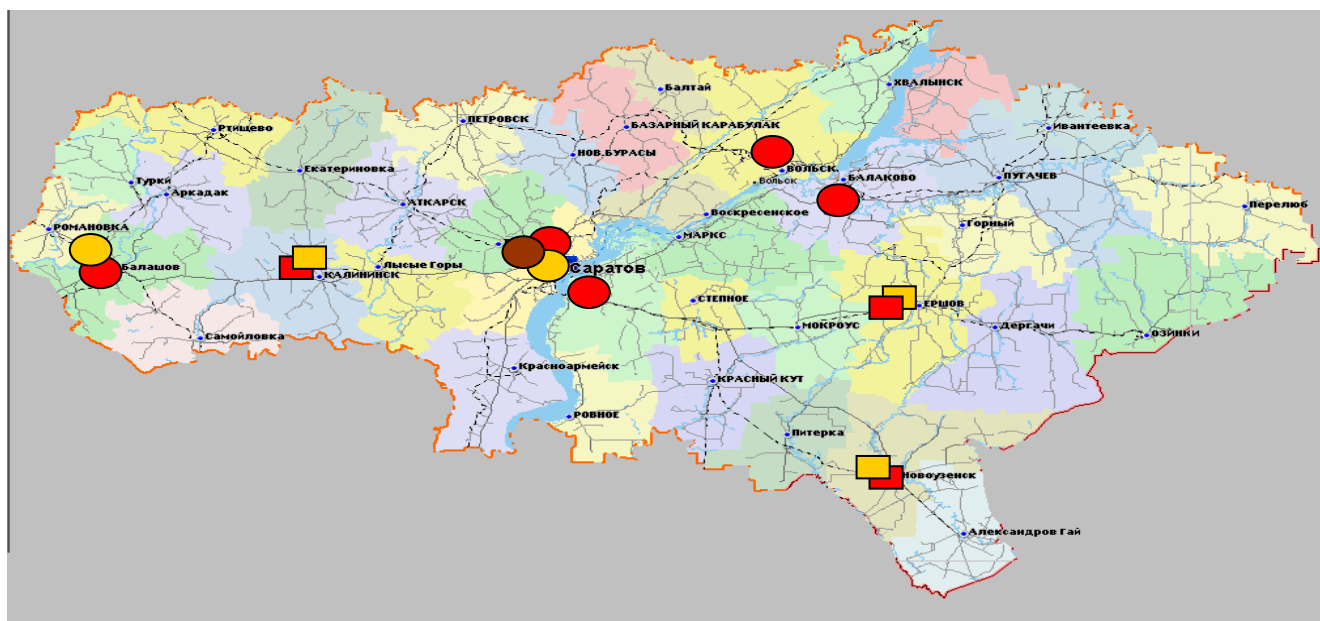 ХВАЛЫНСК
Балтай
ПЕТРОВСК
БАЗАРНЫЙ КАРАБУЛАК
Ивантеевка
Ртищево
НОВ.БУРАСЫ
Екатериновка
ВОЛЬСК
Вольск
БАЛАКОВО
ПУГАЧЕВ
Турки
Аркадак
АТКАРСК
Перелюб
Воскресенское
Горный
РОМАНОВКА
МАРКС
Балашов
Лысые Горы
Саратов
КАЛИНИНСК
СТЕПНОЕ
ЕРШОВ
МОКРОУС
Дергачи
ОЗИНКИ
Самойловка
Красноармейск
КРАСНЫЙ КУТ
РОВНОЕ
Питерка
Новоузенск
Александров Гай